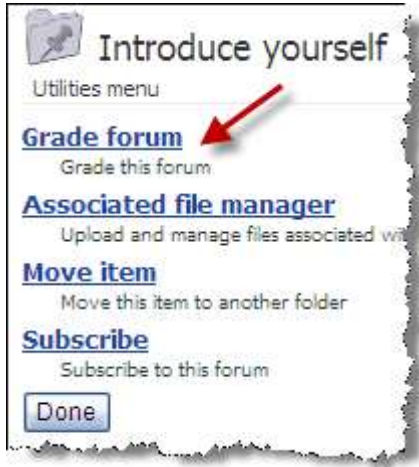 Introduce yourself
Utilities menu
Grade forum
Grade this forum
Associated file manager
Upload and manage files associated
Move item
Move this item to another folder
Subscribe
Subscribe to this forum
Done